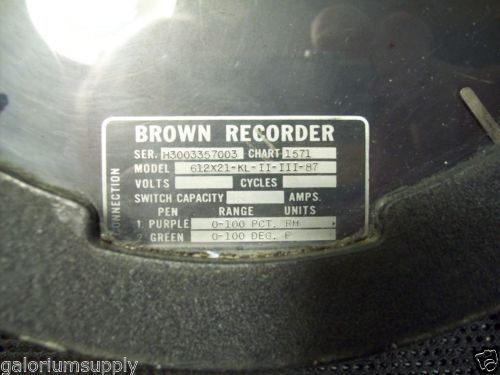 BROWN RECORDER
SER. H3003357003 CHART 1571
MODEL 612X21-KL-II-III-87
VOLTS CYCLES
SWITCH CAPACITY AMPS.
PEN RANGE UNITS
1. PURPLE 0-100 PCT. RH
2. GREEN 0-100 DEG. F
CONNECTION
galoriumsupply